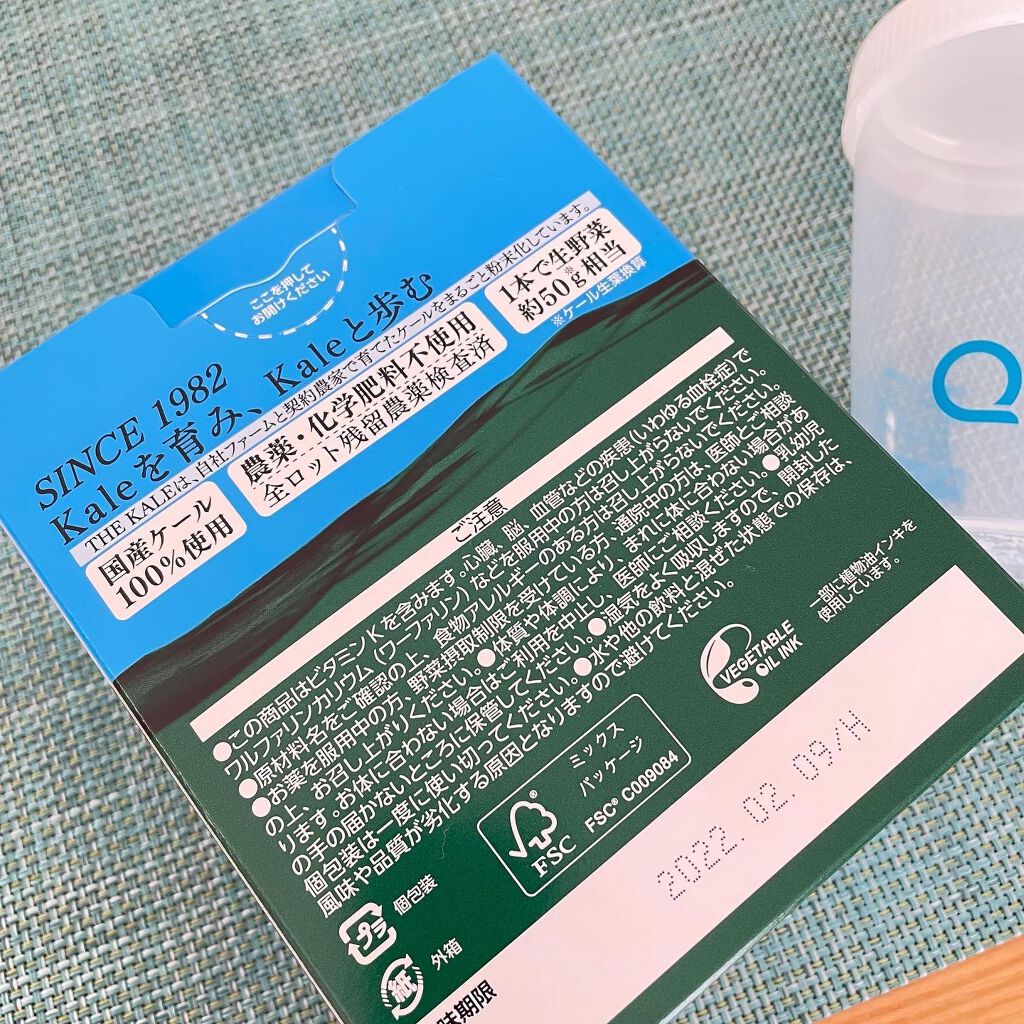 ここを押して
お開けください
SINCE 1982
Kaleを育み、Kaleと歩む
THE KALEは、自社ファームと契約農家で育てたケールをまるごと粉末化しています。
国産ケール
100%使用
農薬・化学肥料不使用
全ロット残留農薬検査済
1本で生野菜
約50g※相当
※ケール生葉換算
ご注意
●この商品はビタミンKを含みます。心臓、脳、血管などの疾患(いわゆる血栓症)で
ワルファリンカリウム(ワーファリン)などを服用中の方は召し上がらないでください。
●原材料名をご確認の上、食物アレルギーのある方は召し上がらないでください。
●お薬を服用中の方、野菜摂取制限を受けている方、通院中の方は、医師とご相談
の上、お召し上がりください。●体質や体調により、まれに体に合わない場合があ
ります。お体に合わない場合はご利用を中止し、医師にご相談ください。●乳幼児
の手の届かないところに保管してください。●湿気をよく吸収しますので、開封した
個包装は一度に使い切ってください。●水や他の飲料と混ぜた状態での保存は、
風味や品質が劣化する原因となりますので避けてください。
プラ
個包装
紙
外箱
FSC
ミックス
パッケージ
FSC® C009084
VEGETABLE
OIL INK
一部に植物油インキを
使用しています。
味期限
2022.02.09/H